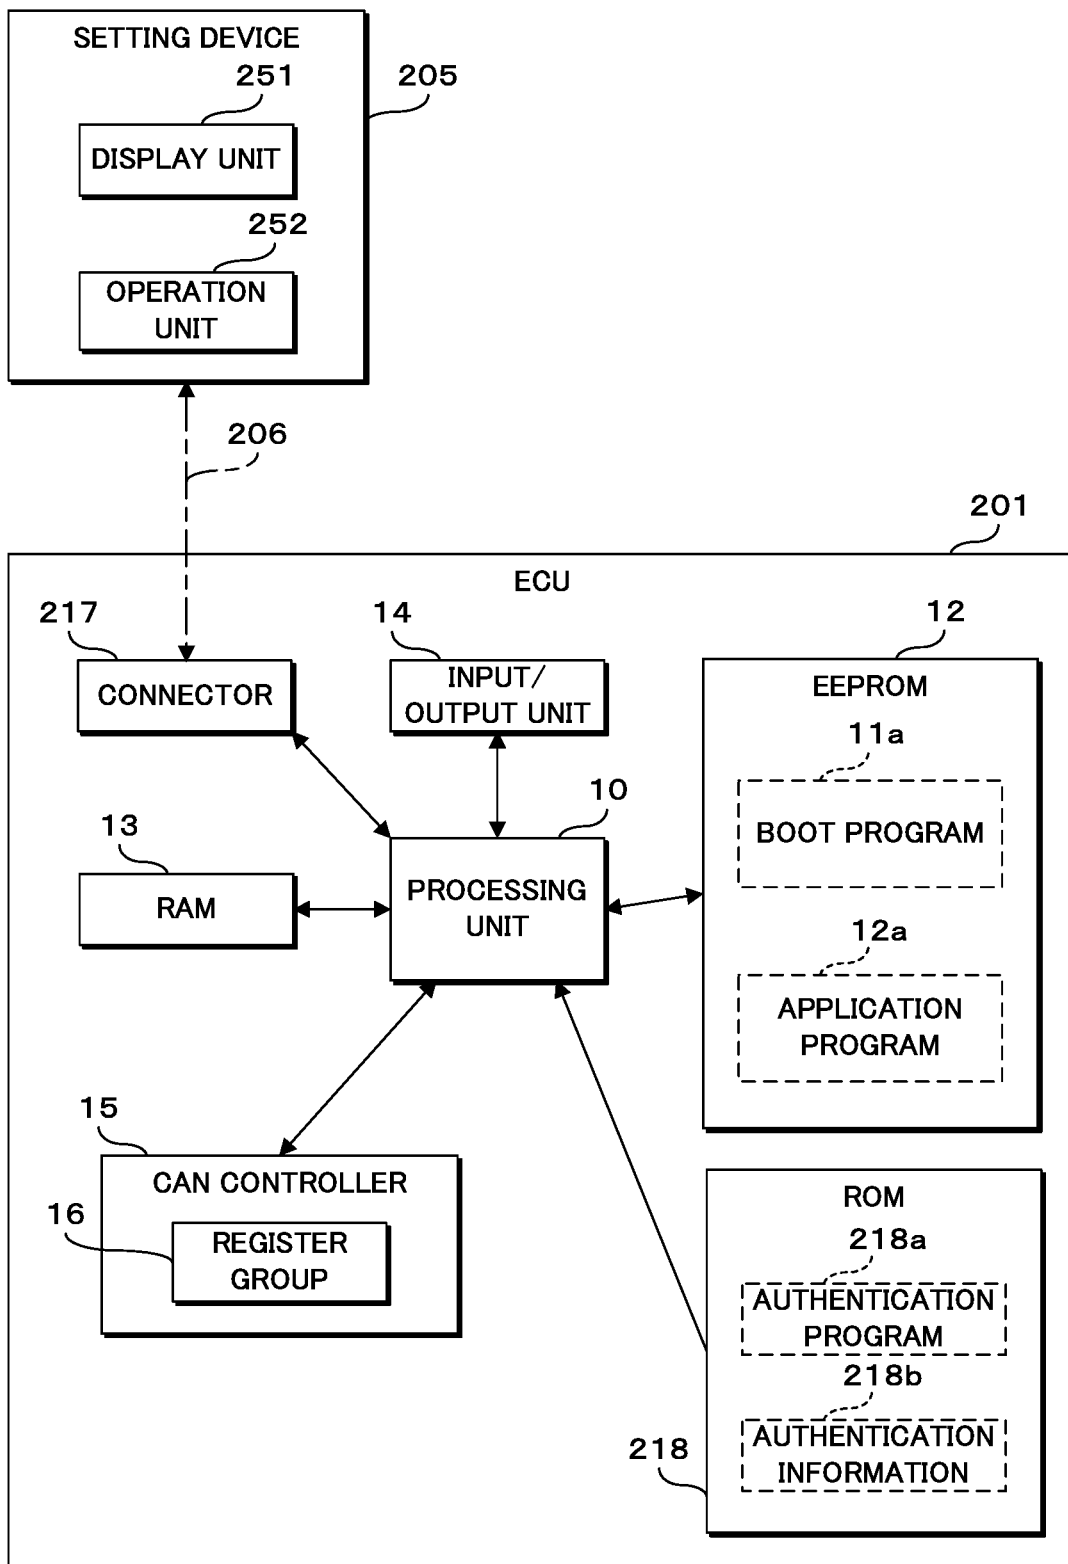 SETTING DEVICE
251
205
DISPLAY UNIT
252
OPERATION
UNIT
206
201
ECU
217
14
12
CONNECTOR
INPUT/
OUTPUT UNIT
EEPROM
11a
BOOT PROGRAM
10
13
RAM
PROCESSING
UNIT
12a
APPLICATION
PROGRAM
15
CAN CONTROLLER
16
REGISTER
GROUP
ROM
218a
AUTHENTICATION
PROGRAM
218b
AUTHENTICATION
INFORMATION
218